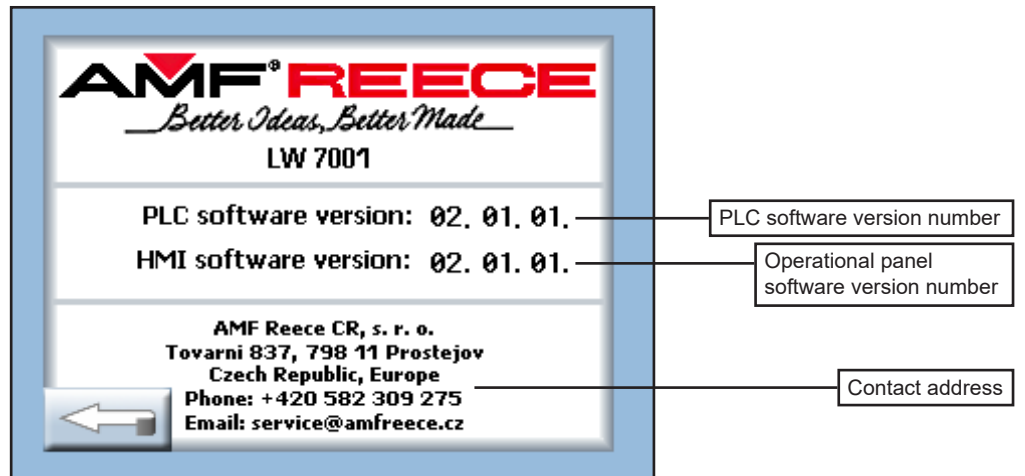 AMF® REECE
Better Ideas, Better Made
LW 7001
PLC software version: 02. 01. 01.
PLC software version number
HMI software version: 02. 01. 01.
Operational panel
software version number
AMF Reece CR, s. r. o.
Tovarni 837, 798 11 Prostejov
Czech Republic, Europe
Phone: +420 582 309 275
Email: service@amfreece.cz
Contact address